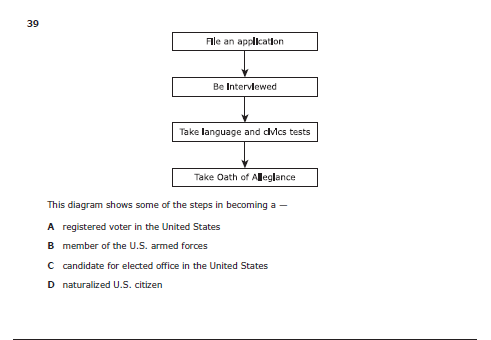 39
File an application
Be Interviewed
Take language and civics tests
Take Oath of Allegiance
This diagram shows some of the steps in becoming a —
A registered voter in the United States
B member of the U.S. armed forces
C candidate for elected office in the United States
D naturalized U.S. citizen